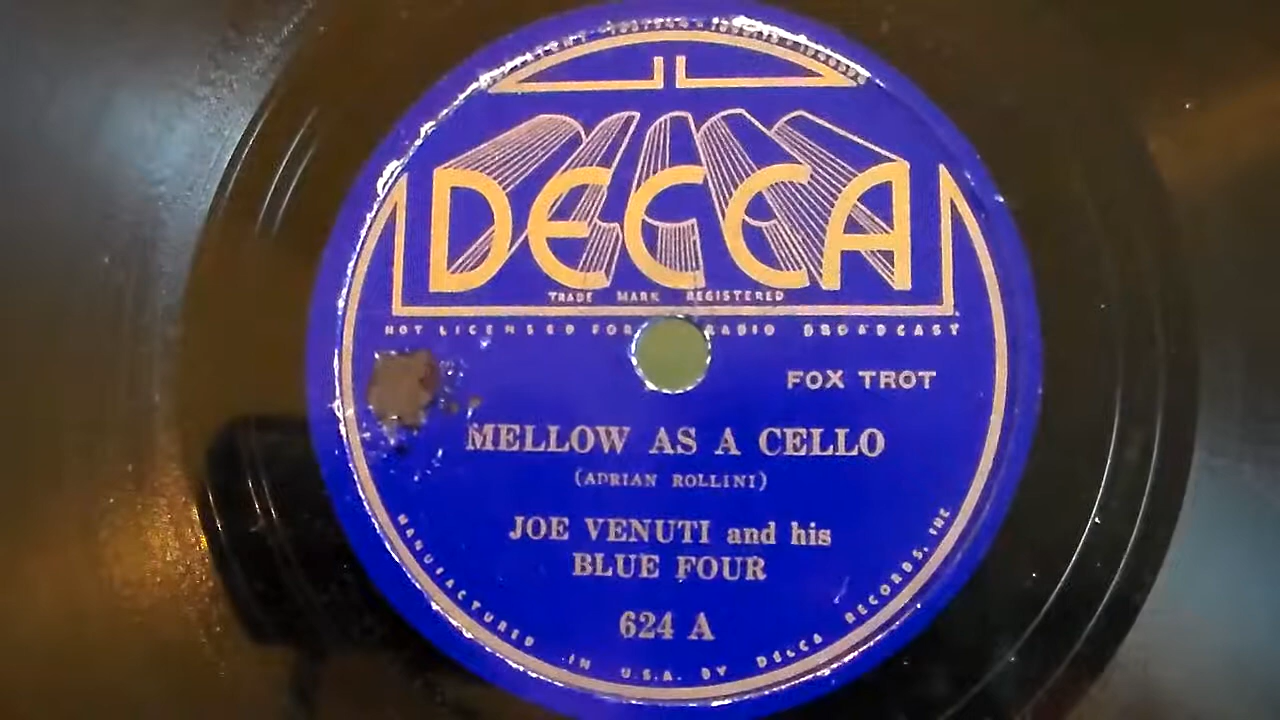 DECCA
TRADE MARK REGISTERED
NOT LICENSED FOR RADIO BROADCAST
FOX TROT
MELLOW AS A CELLO
(ADRIAN ROLLINI)
JOE VENUTI and his
BLUE FOUR
624 A
MANUFACTURED IN U.S.A. BY DECCA RECORDS, INC